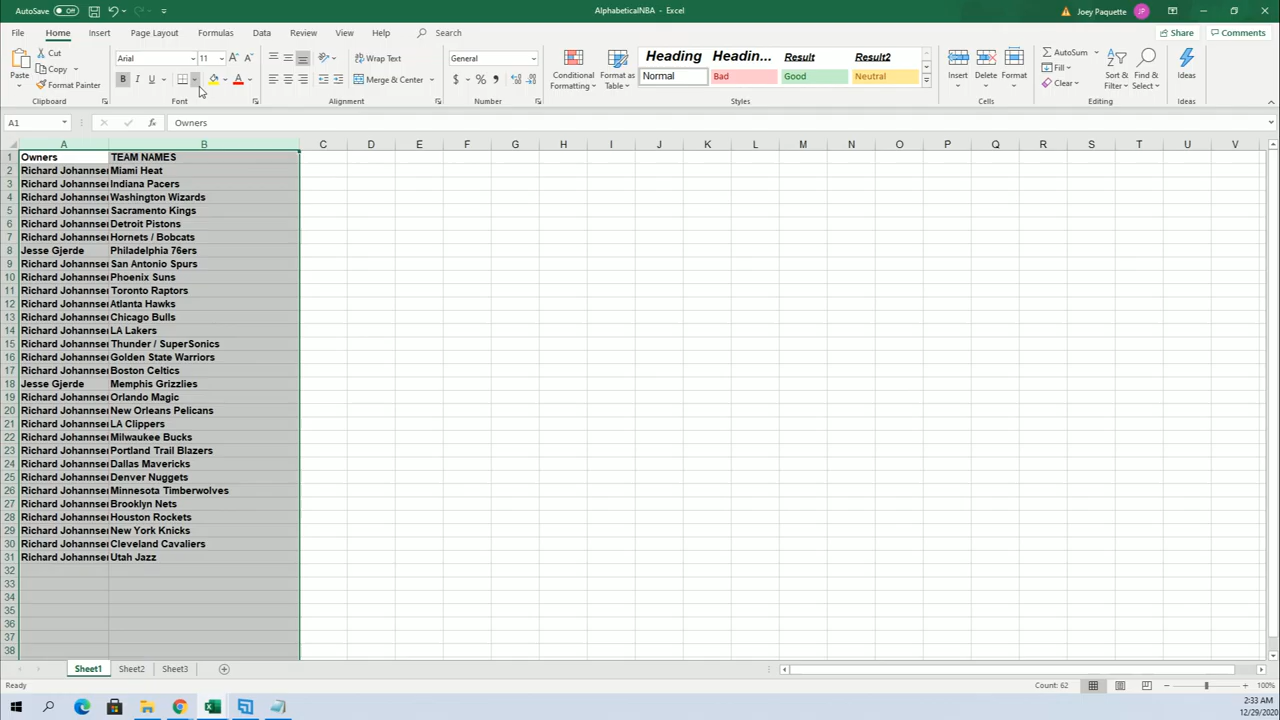 AutoSave Off AlphabeticalNBA - Excel Joey Paquette JP
File Home Insert Page Layout Formulas Data Review View Help Search Share Comments
Paste Cut Copy Format Painter Clipboard
Arial 11 B I U A Font
Wrap Text Merge & Center Alignment
General $ % Number
Conditional Formatting Format as Table
Heading Headin... Result Result2
Normal Bad Good Neutral
Styles
Insert Delete Format Cells
AutoSum Fill Clear Sort & Filter Find & Select Editing
Ideas Ideas
A1 fx Owners
A B C D E F G H I J K L M N O P Q R S T U V
1 Owners TEAM NAMES
2 Richard Johannsen Miami Heat
3 Richard Johannsen Indiana Pacers
4 Richard Johannsen Washington Wizards
5 Richard Johannsen Sacramento Kings
6 Richard Johannsen Detroit Pistons
7 Richard Johannsen Hornets / Bobcats
8 Jesse Gjerde Philadelphia 76ers
9 Richard Johannsen San Antonio Spurs
10 Richard Johannsen Phoenix Suns
11 Richard Johannsen Toronto Raptors
12 Richard Johannsen Atlanta Hawks
13 Richard Johannsen Chicago Bulls
14 Richard Johannsen LA Lakers
15 Richard Johannsen Thunder / SuperSonics
16 Richard Johannsen Golden State Warriors
17 Richard Johannsen Boston Celtics
18 Jesse Gjerde Memphis Grizzlies
19 Richard Johannsen Orlando Magic
20 Richard Johannsen New Orleans Pelicans
21 Richard Johannsen LA Clippers
22 Richard Johannsen Milwaukee Bucks
23 Richard Johannsen Portland Trail Blazers
24 Richard Johannsen Dallas Mavericks
25 Richard Johannsen Denver Nuggets
26 Richard Johannsen Minnesota Timberwolves
27 Richard Johannsen Brooklyn Nets
28 Richard Johannsen Houston Rockets
29 Richard Johannsen New York Knicks
30 Richard Johannsen Cleveland Cavaliers
31 Richard Johannsen Utah Jazz
32
33
34
35
36
37
38
Sheet1 Sheet2 Sheet3
Ready Count: 62 100%
2:33 AM
12/29/2020